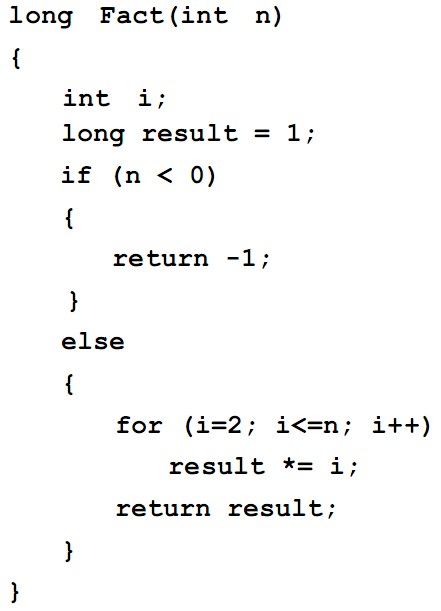 long  Fact(int  n)
{
    int  i;
    long result = 1;
    if (n < 0)
    {
        return -1;
    }
    else
    {
        for (i=2; i<=n; i++)
            result *= i;
        return result;
    }
}